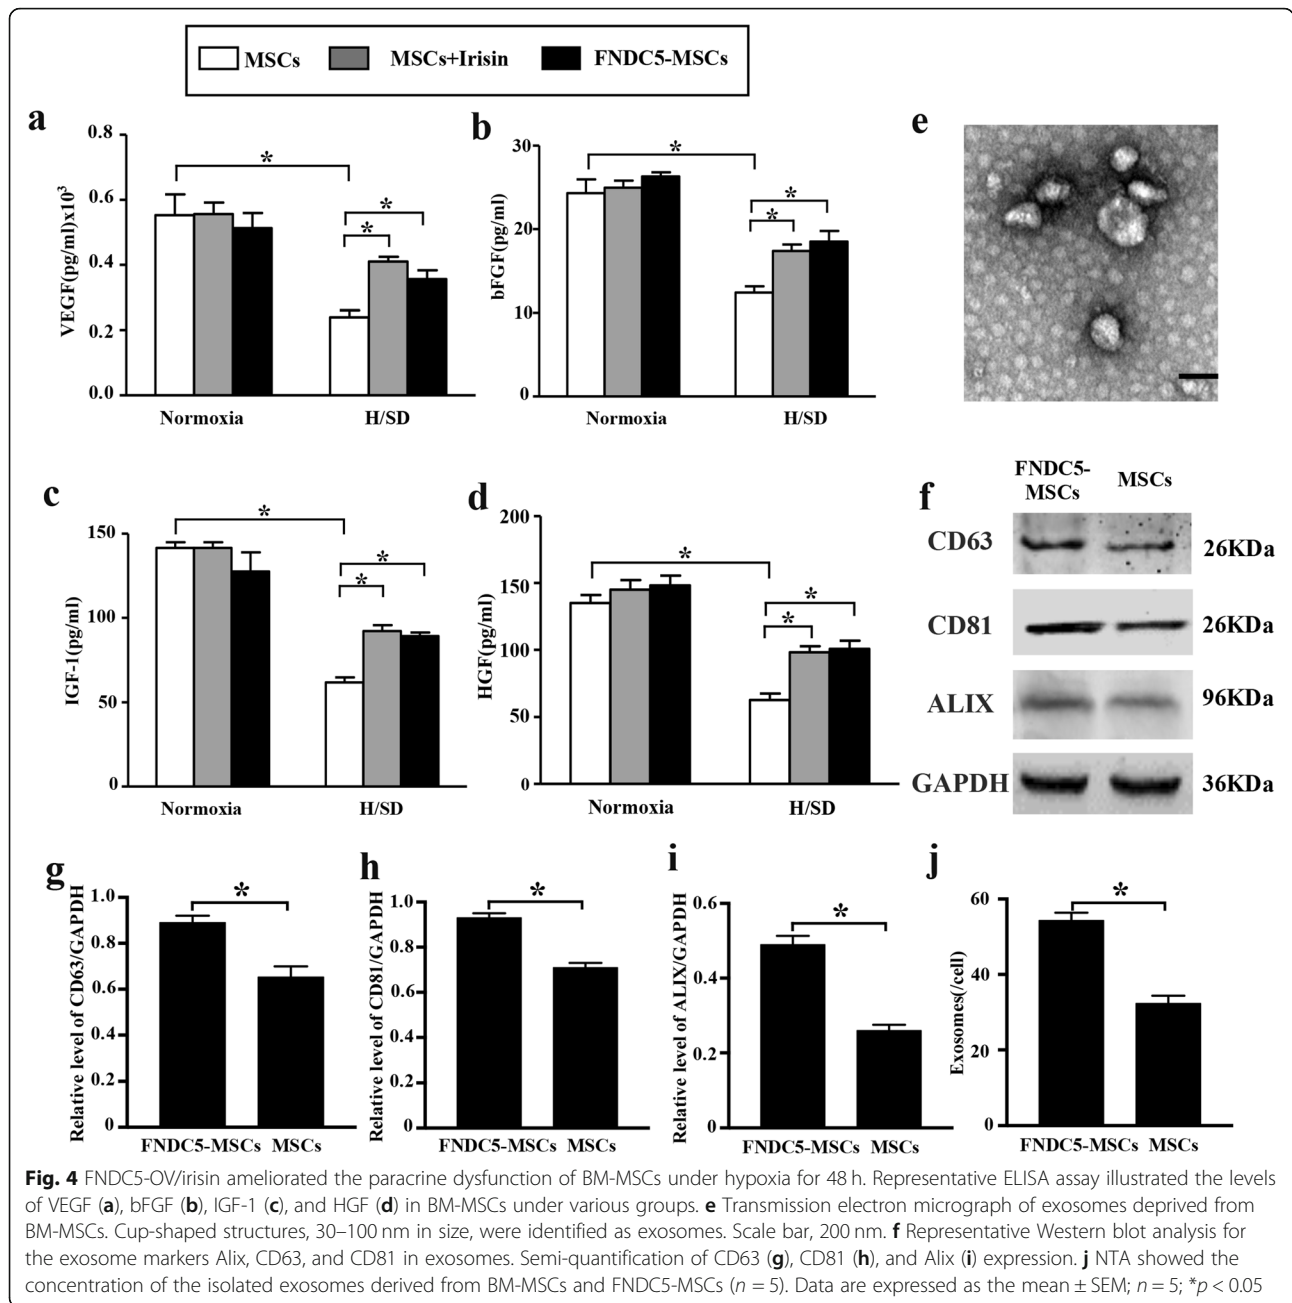 MSCs MSCs+Irisin FNDC5-MSCs
a
VEGF(pg/ml)x10³
0.8
0.6
0.4
0.2
0.0
*
*
*
Normoxia H/SD
b
bFGF(pg/ml)
30
20
10
0
*
*
*
Normoxia H/SD
e
c
IGF-1(pg/ml)
150
100
50
0
*
*
*
Normoxia H/SD
d
HGF(pg/ml)
200
150
100
50
0
*
*
*
Normoxia H/SD
f
FNDC5-
MSCs
MSCs
CD63 26KDa
CD81 26KDa
ALIX 96KDa
GAPDH 36KDa
g
Relative level of CD63/GAPDH
1.0
0.8
0.6
0.4
0.2
0
*
FNDC5-MSCs MSCs
h
Relative level of CD81/GAPDH
1.0
0.8
0.6
0.4
0.2
0
*
FNDC5-MSCs MSCs
i
Relative level of ALIX/GAPDH
0.6
0.4
0.2
0
*
FNDC5-MSCs MSCs
j
Exosomes(/cell)
60
40
20
0
*
FNDC5-MSCs MSCs
Fig. 4 FNDC5-OV/irisin ameliorated the paracrine dysfunction of BM-MSCs under hypoxia for 48 h. Representative ELISA assay illustrated the levels
of VEGF (a), bFGF (b), IGF-1 (c), and HGF (d) in BM-MSCs under various groups. e Transmission electron micrograph of exosomes deprived from
BM-MSCs. Cup-shaped structures, 30–100 nm in size, were identified as exosomes. Scale bar, 200 nm. f Representative Western blot analysis for
the exosome markers Alix, CD63, and CD81 in exosomes. Semi-quantification of CD63 (g), CD81 (h), and Alix (i) expression. j NTA showed the
concentration of the isolated exosomes derived from BM-MSCs and FNDC5-MSCs (n = 5). Data are expressed as the mean ± SEM; n = 5; *p < 0.05